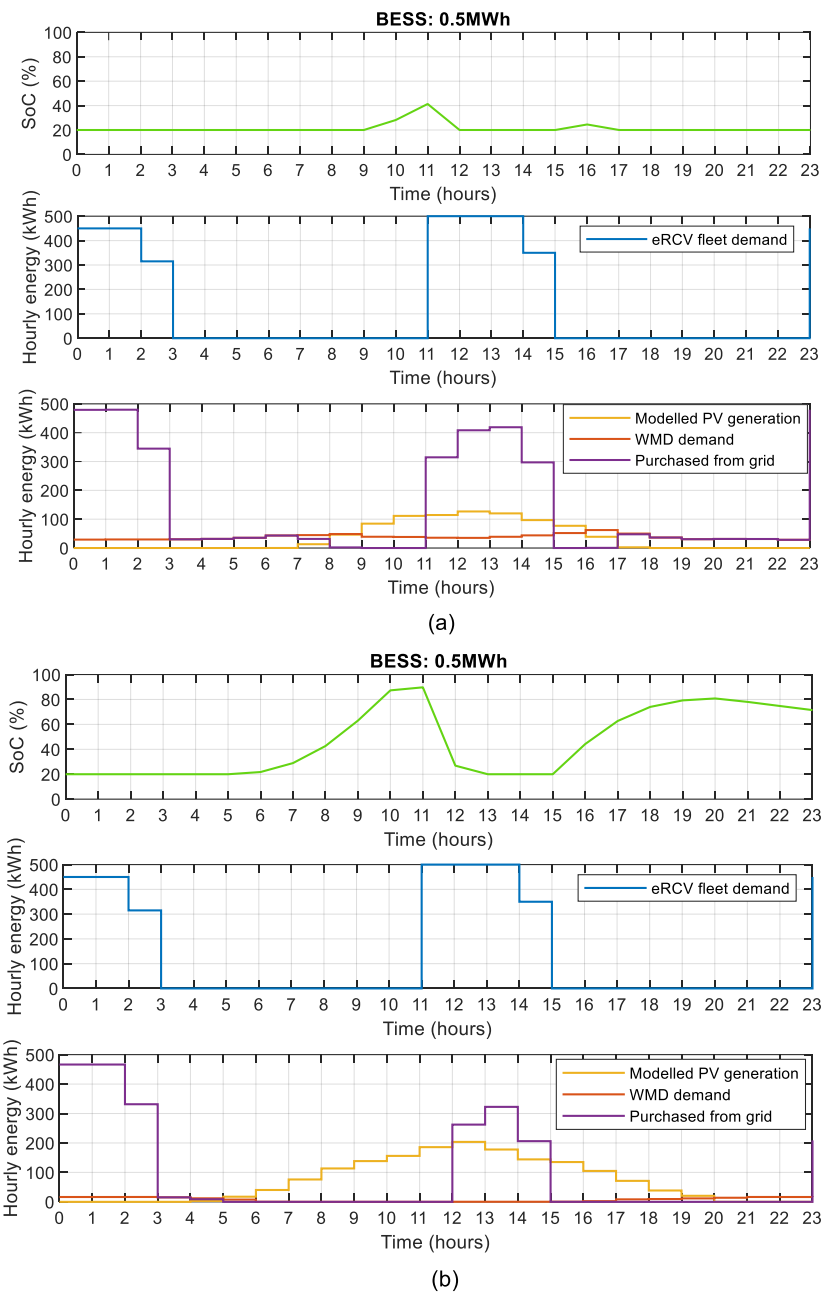 BESS: 0.5MWh
SoC (%)
100
80
60
40
20
0
0 1 2 3 4 5 6 7 8 9 10 11 12 13 14 15 16 17 18 19 20 21 22 23
Time (hours)
Hourly energy (kWh)
500
400
300
200
100
0
eRCV fleet demand
0 1 2 3 4 5 6 7 8 9 10 11 12 13 14 15 16 17 18 19 20 21 22 23
Time (hours)
Hourly energy (kWh)
500
400
300
200
100
0
Modelled PV generation
WMD demand
Purchased from grid
0 1 2 3 4 5 6 7 8 9 10 11 12 13 14 15 16 17 18 19 20 21 22 23
Time (hours)
(a)
BESS: 0.5MWh
SoC (%)
100
80
60
40
20
0
0 1 2 3 4 5 6 7 8 9 10 11 12 13 14 15 16 17 18 19 20 21 22 23
Time (hours)
Hourly energy (kWh)
500
400
300
200
100
0
eRCV fleet demand
0 1 2 3 4 5 6 7 8 9 10 11 12 13 14 15 16 17 18 19 20 21 22 23
Time (hours)
Hourly energy (kWh)
500
400
300
200
100
0
Modelled PV generation
WMD demand
Purchased from grid
0 1 2 3 4 5 6 7 8 9 10 11 12 13 14 15 16 17 18 19 20 21 22 23
Time (hours)
(b)